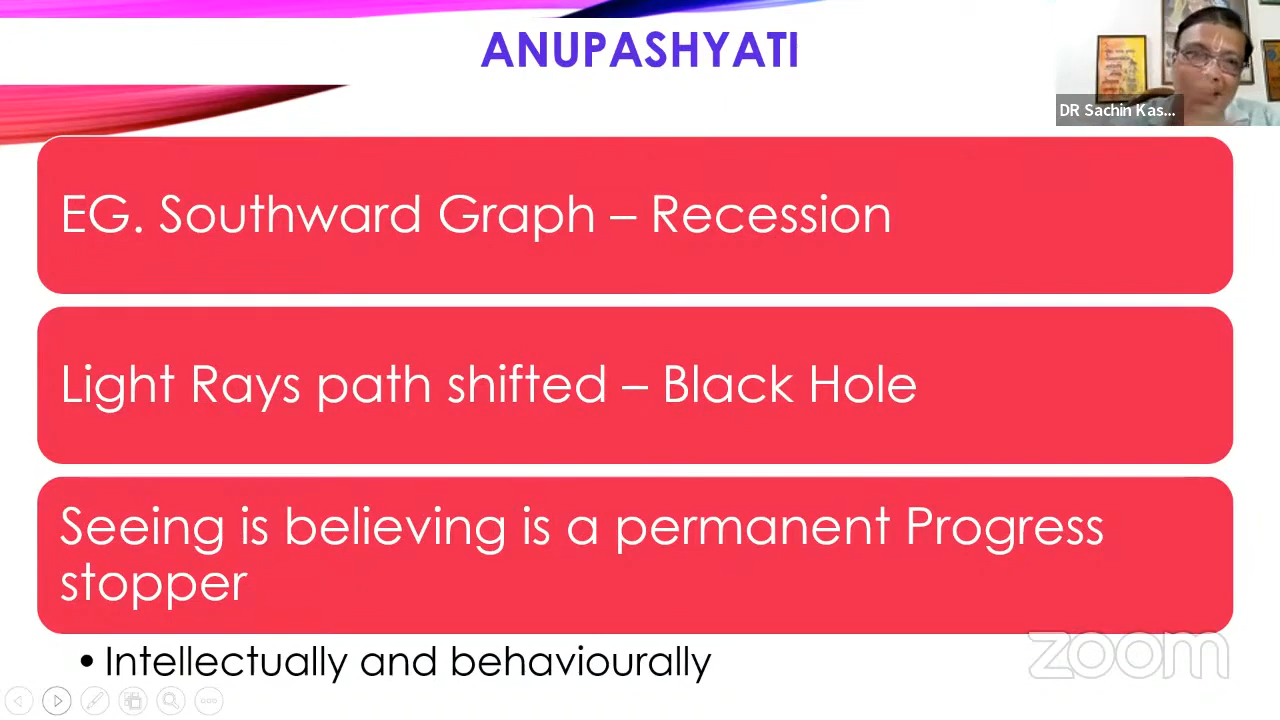 ANUPASHYATI
DR Sachin Kas...
EG. Southward Graph – Recession
Light Rays path shifted – Black Hole
Seeing is believing is a permanent Progress
stopper
• Intellectually and behaviourally
zoom